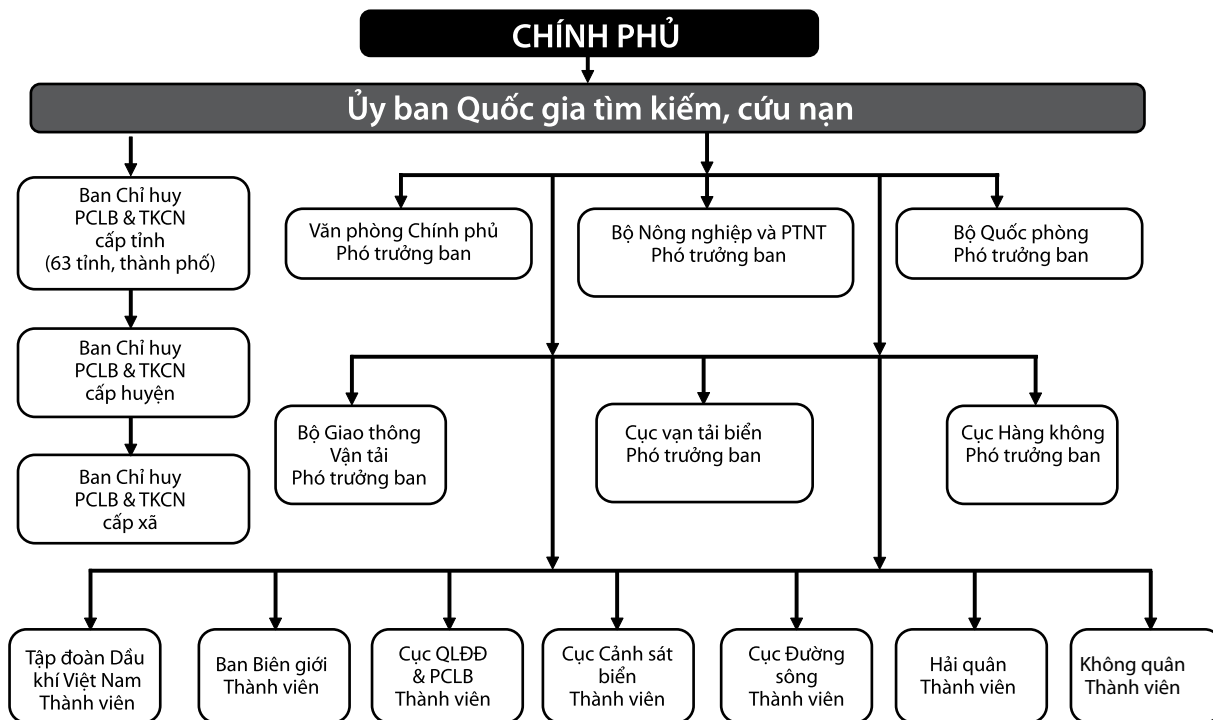 CHÍNH PHỦ
Ủy ban Quốc gia tìm kiếm, cứu nạn
Ban Chỉ huy
PCLB & TKCN
cấp tỉnh
(63 tỉnh, thành phố)
Văn phòng Chính phủ
Phó trưởng ban
Bộ Nông nghiệp và PTNT
Phó trưởng ban
Bộ Quốc phòng
Phó trưởng ban
Ban Chỉ huy
PCLB & TKCN
cấp huyện
Bộ Giao thông
Vận tải
Phó trưởng ban
Cục vạn tải biển
Phó trưởng ban
Cục Hàng không
Phó trưởng ban
Ban Chỉ huy
PCLB & TKCN
cấp xã
Tập đoàn Dầu
khí Việt Nam
Thành viên
Ban Biên giới
Thành viên
Cục QLĐĐ
& PCLB
Thành viên
Cục Cảnh sát
biển
Thành viên
Cục Đường
sông
Thành viên
Hải quân
Thành viên
Không quân
Thành viên